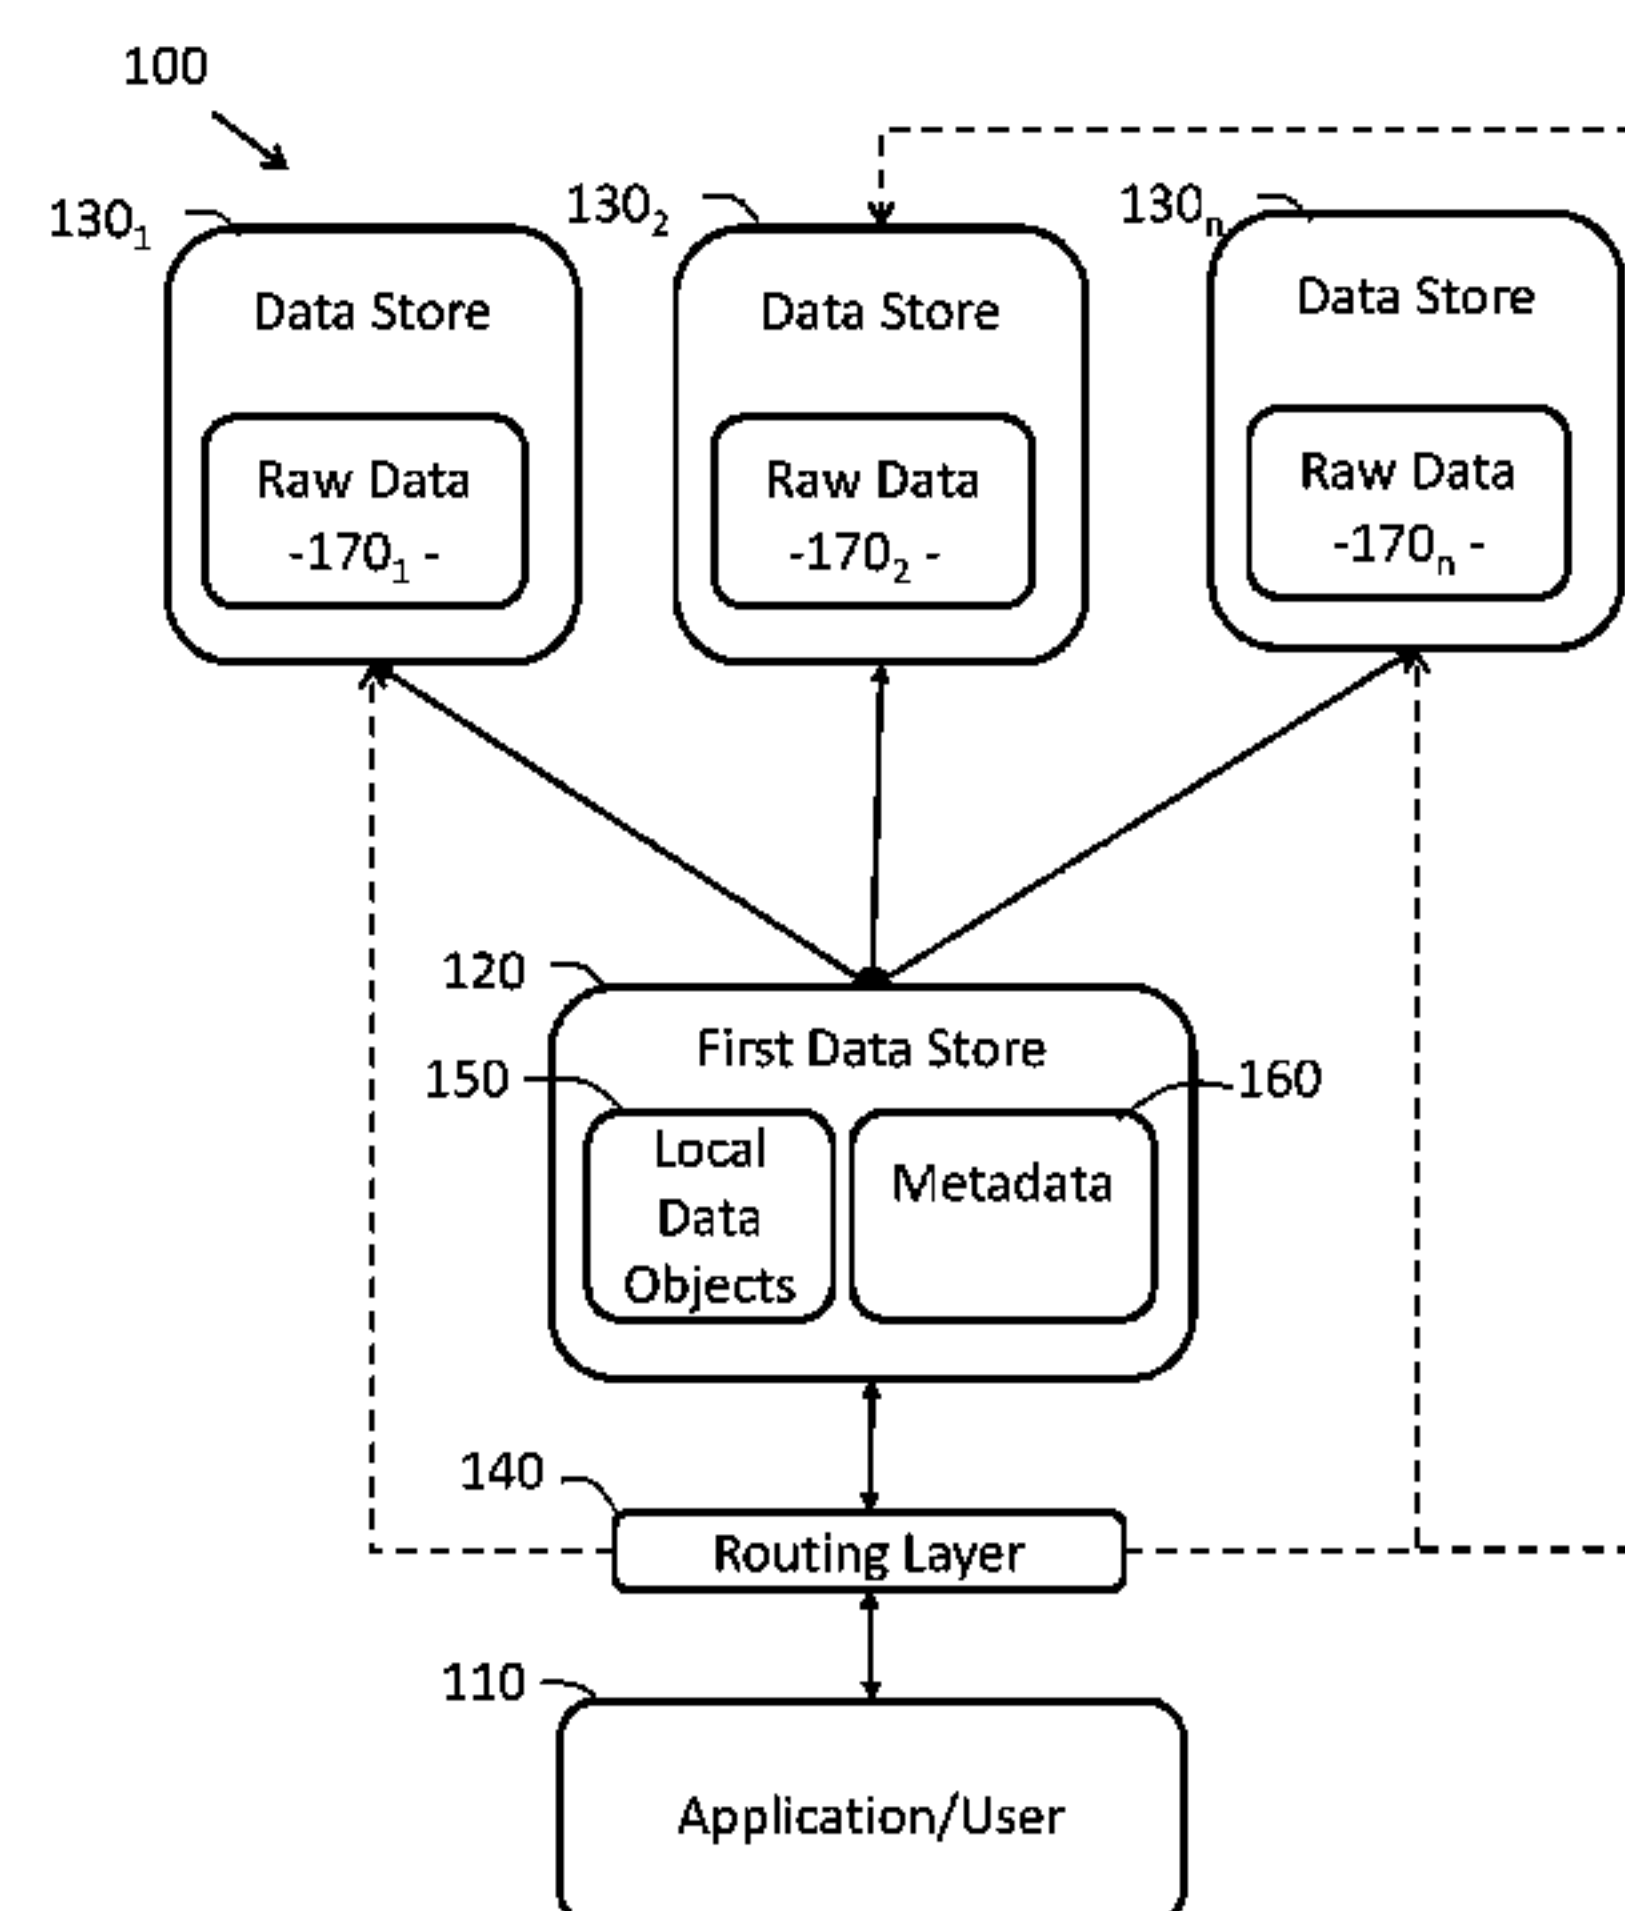 100
130₁
130₂
130ₙ
Data Store
Data Store
Data Store
Raw Data
-170₁ -
Raw Data
-170₂ -
Raw Data
-170ₙ -
120
First Data Store
150
160
Local
Data
Objects
Metadata
140
Routing Layer
110
Application/User